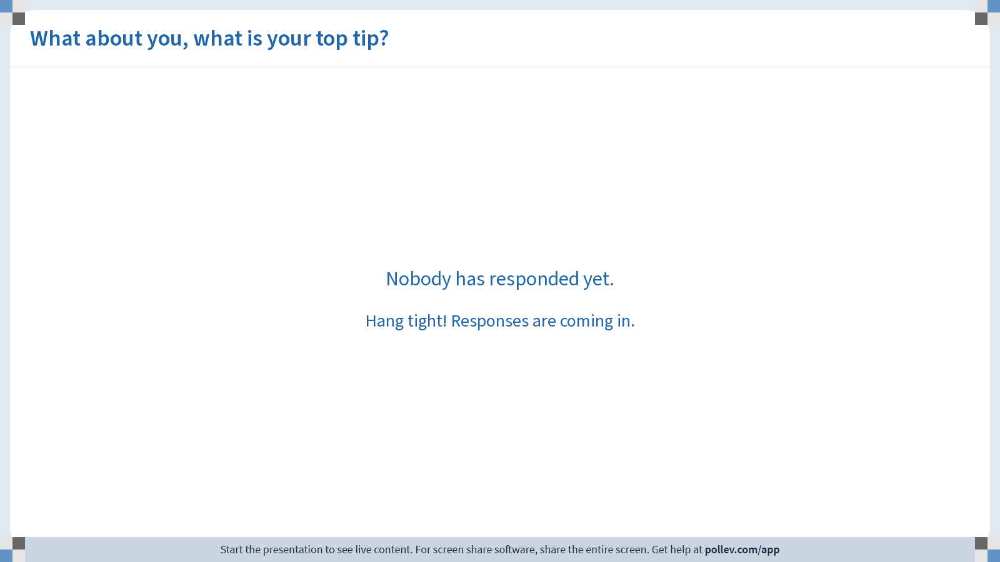 What about you, what is your top tip?
Nobody has responded yet.
Hang tight! Responses are coming in.
Start the presentation to see live content. For screen share software, share the entire screen. Get help at pollev.com/app